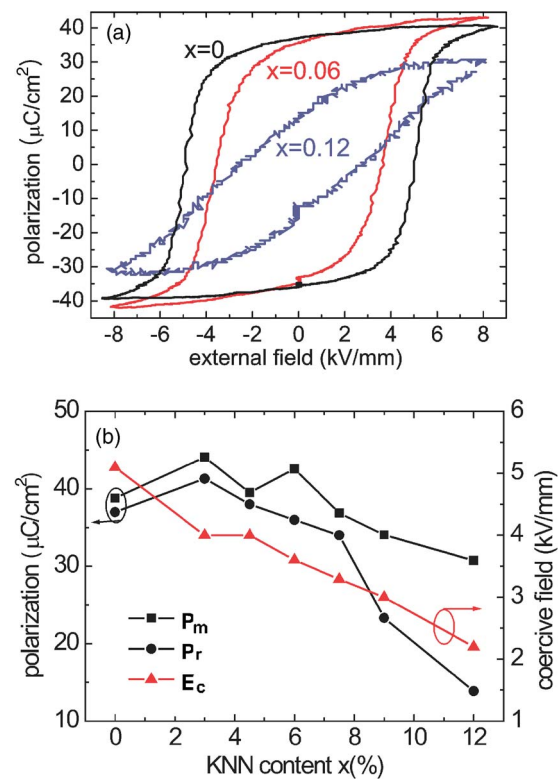 (a)
x=0
x=0.06
x=0.12
polarization (μC/cm²)
40
30
20
10
0
-10
-20
-30
-40
-8 -6 -4 -2 0 2 4 6 8
external field (kV/mm)
(b)
polarization (μC/cm²)
50
40
30
20
10
Pm
Pr
Ec
6
5
4
3
2
1
coercive field (kV/mm)
0 2 4 6 8 10 12
KNN content x(%)